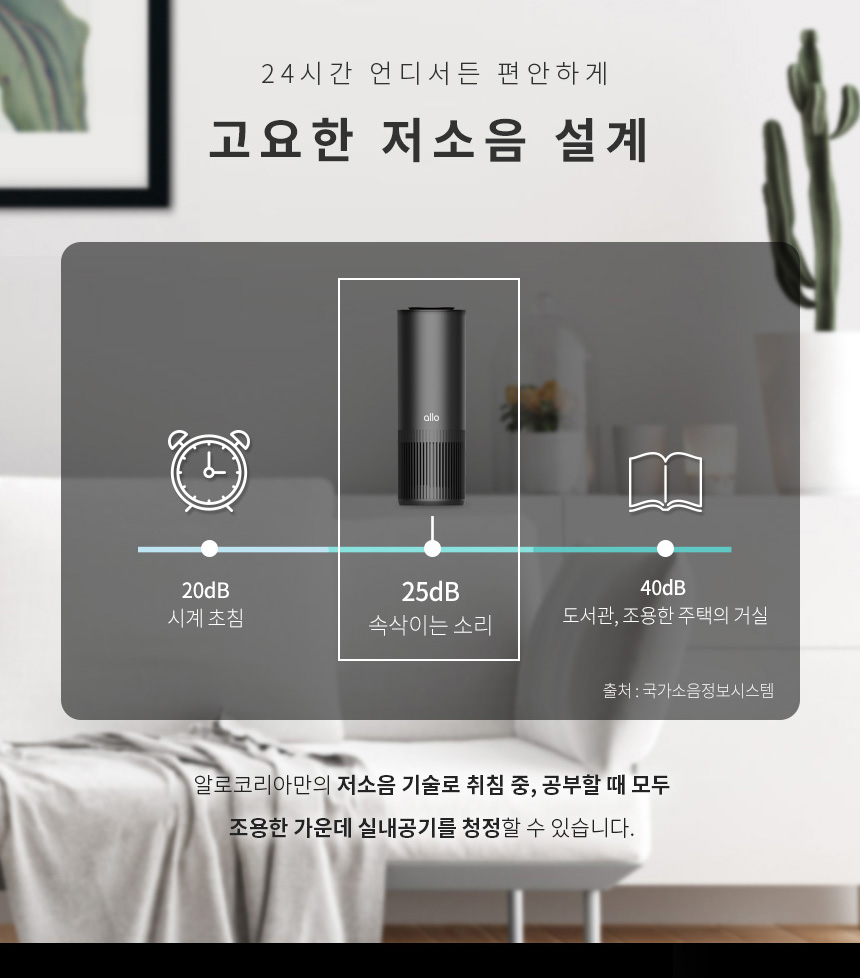 24시간 언디서든 편안하게
고요한 저소음 설계
allo
20dB
시계 초침
25dB
속삭이는 소리
40dB
도서관, 조용한 주택의 거실
출처 : 국가소음정보시스템
알로코리아만의 저소음 기술로 취침 중, 공부할 때 모두
조용한 가운데 실내공기를 청정할 수 있습니다.